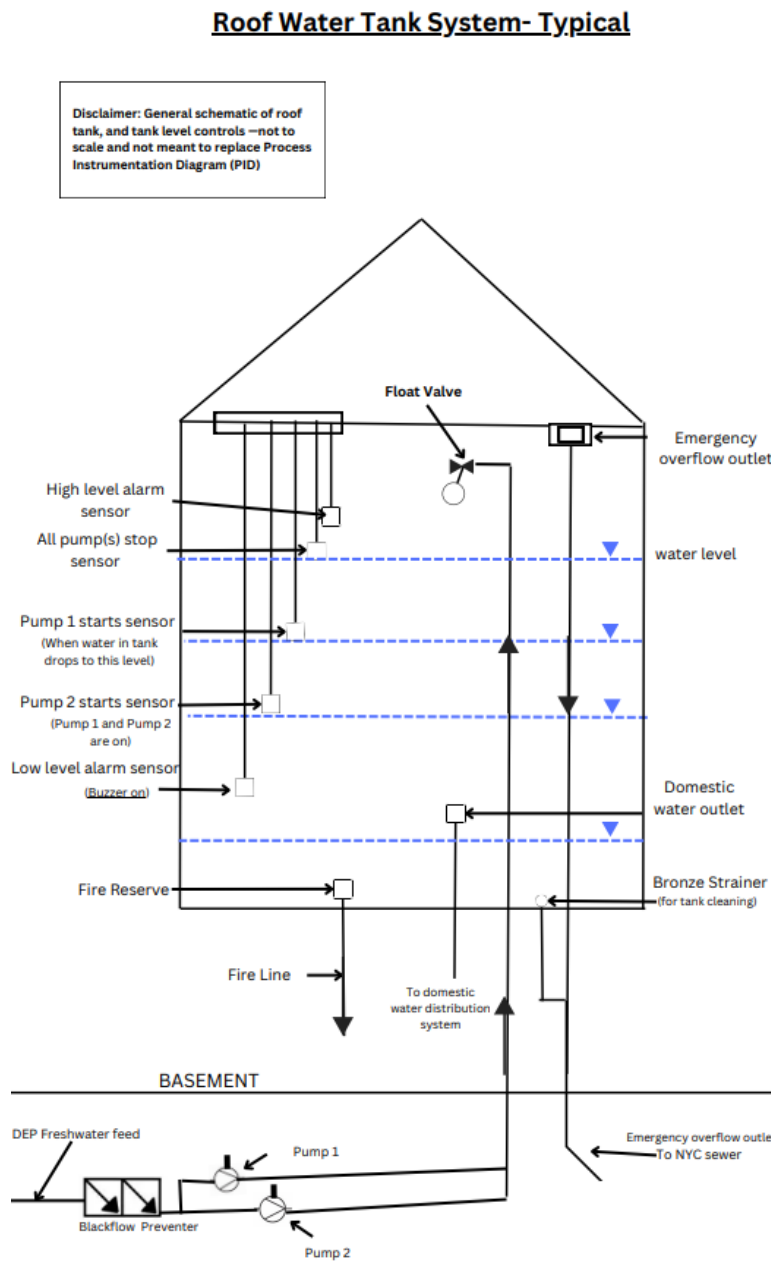 Roof Water Tank System- Typical
Disclaimer: General schematic of roof
tank, and tank level controls —not to
scale and not meant to replace Process
Instrumentation Diagram (PID)
Float Valve
Emergency
overflow outlet
High level alarm
sensor
All pump(s) stop
sensor
water level
Pump 1 starts sensor
(When water in tank
drops to this level)
Pump 2 starts sensor
(Pump 1 and Pump 2
are on)
Low level alarm sensor
(Buzzer on)
Domestic
water outlet
Fire Reserve
Bronze Strainer
(for tank cleaning)
Fire Line
To domestic
water distribution
system
BASEMENT
DEP Freshwater feed
Pump 1
Emergency overflow outle
To NYC sewer
Blackflow Preventer
Pump 2